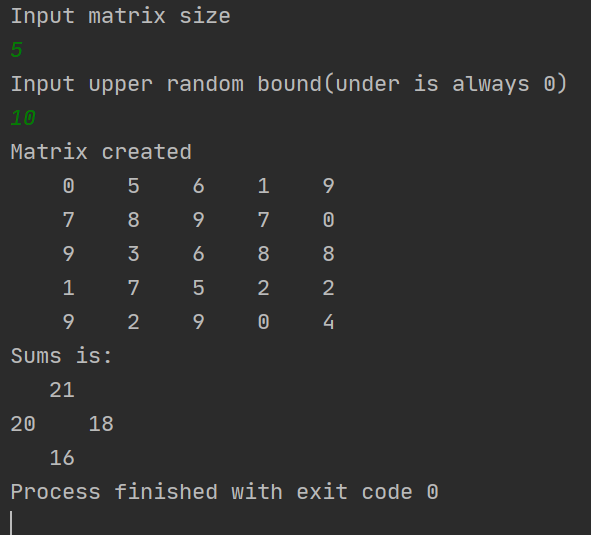 Input matrix size
5
Input upper random bound(under is always 0)
10
Matrix created
    0    5    6    1    9
    7    8    9    7    0
    9    3    6    8    8
    1    7    5    2    2
    9    2    9    0    4
Sums is:
   21
20    18
   16
Process finished with exit code 0